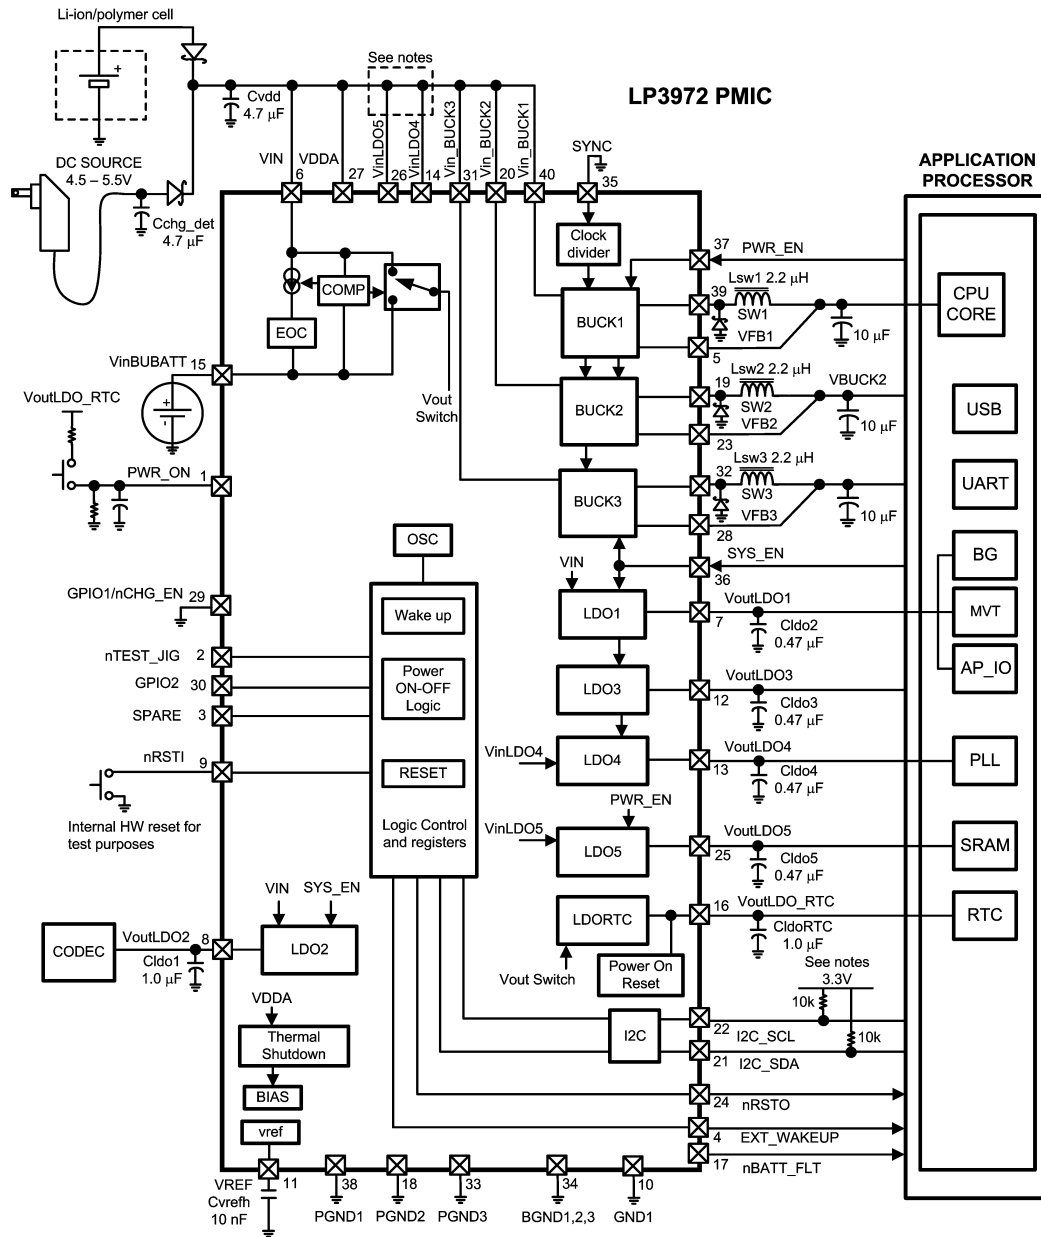 Li-ion/polymer cell
See notes
Cvdd
4.7 µF
LP3972 PMIC
DC SOURCE
4.5 – 5.5V
Cchg_det
4.7 µF
VIN
6
VDDA
27
VinLDO5
26
VinLDO4
14
Vin_BUCK3
31
Vin_BUCK2
20
Vin_BUCK1
40
SYNC
35
APPLICATION
PROCESSOR
Clock
divider
37
PWR_EN
COMP
EOC
BUCK1
39
Lsw1 2.2 µH
SW1
VFB1
5
10 µF
CPU
CORE
VinBUBATT
15
Vout
Switch
BUCK2
19
Lsw2 2.2 µH
SW2
VFB2
23
VBUCK2
10 µF
USB
VoutLDO_RTC
PWR_ON
1
BUCK3
32
Lsw3 2.2 µH
SW3
VFB3
28
10 µF
UART
OSC
VIN
SYS_EN
36
BG
GPIO1/nCHG_EN
29
Wake up
LDO1
VoutLDO1
7
Cldo2
0.47 µF
MVT
nTEST_JIG
2
GPIO2
30
SPARE
3
Power
ON-OFF
Logic
LDO3
VoutLDO3
12
Cldo3
0.47 µF
AP_IO
nRSTI
9
Internal HW reset for
test purposes
RESET
Logic Control
and registers
VinLDO4
LDO4
VoutLDO4
13
Cldo4
0.47 µF
PLL
PWR_EN
VinLDO5
LDO5
VoutLDO5
25
Cldo5
0.47 µF
SRAM
VIN
SYS_EN
CODEC
VoutLDO2
8
Cldo1
1.0 µF
LDO2
LDORTC
16
VoutLDO_RTC
CldoRTC
1.0 µF
RTC
Vout Switch
Power On
Reset
See notes
3.3V
10k
10k
VDDA
Thermal
Shutdown
BIAS
vref
I2C
22
I2C_SCL
21
I2C_SDA
24
nRSTO
4
EXT_WAKEUP
17
nBATT_FLT
VREF
11
Cvrefh
10 nF
38
PGND1
18
PGND2
33
PGND3
34
BGND1,2,3
10
GND1